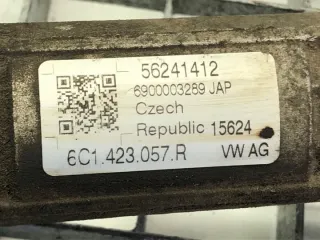 56241412
6900003289 JAP
Czech
Republic 15624
6C1.423.057.R VW AG